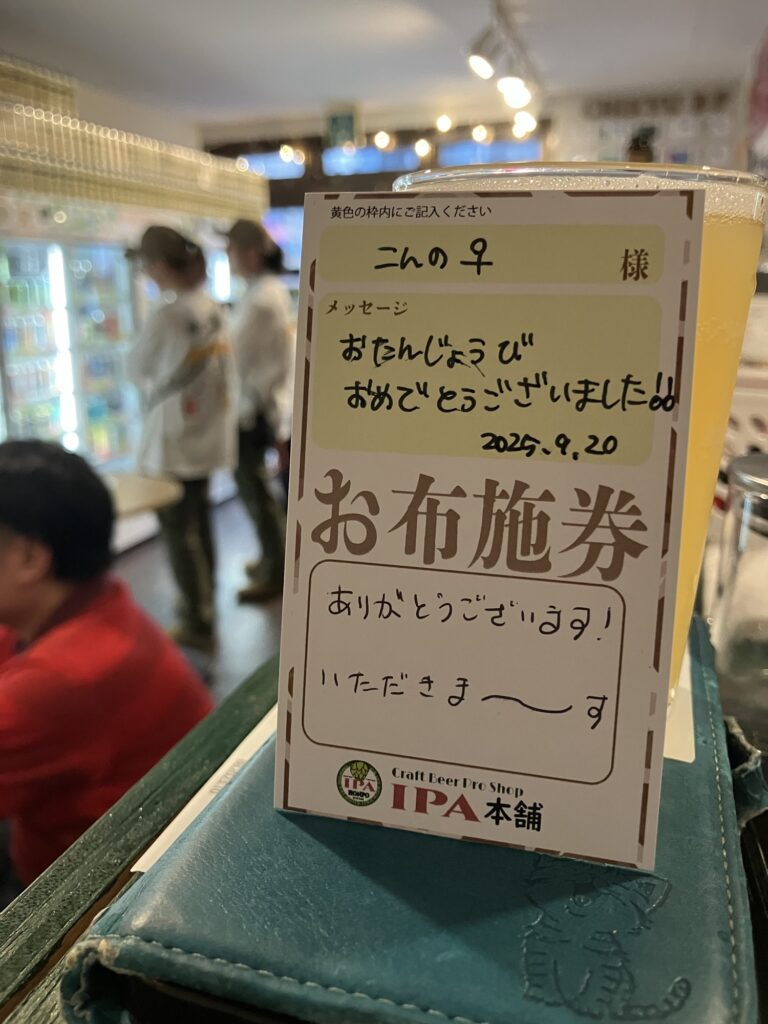 黄色の枠内にご記入ください
こんの 우 様
メッセージ
おたんじょうび
おめでとうございました!!
2025.9.20
お布施券
ありがとうございます!
いただきま〜す
IPA
HONPO
Craft Beer Pro Shop
IPA本舗